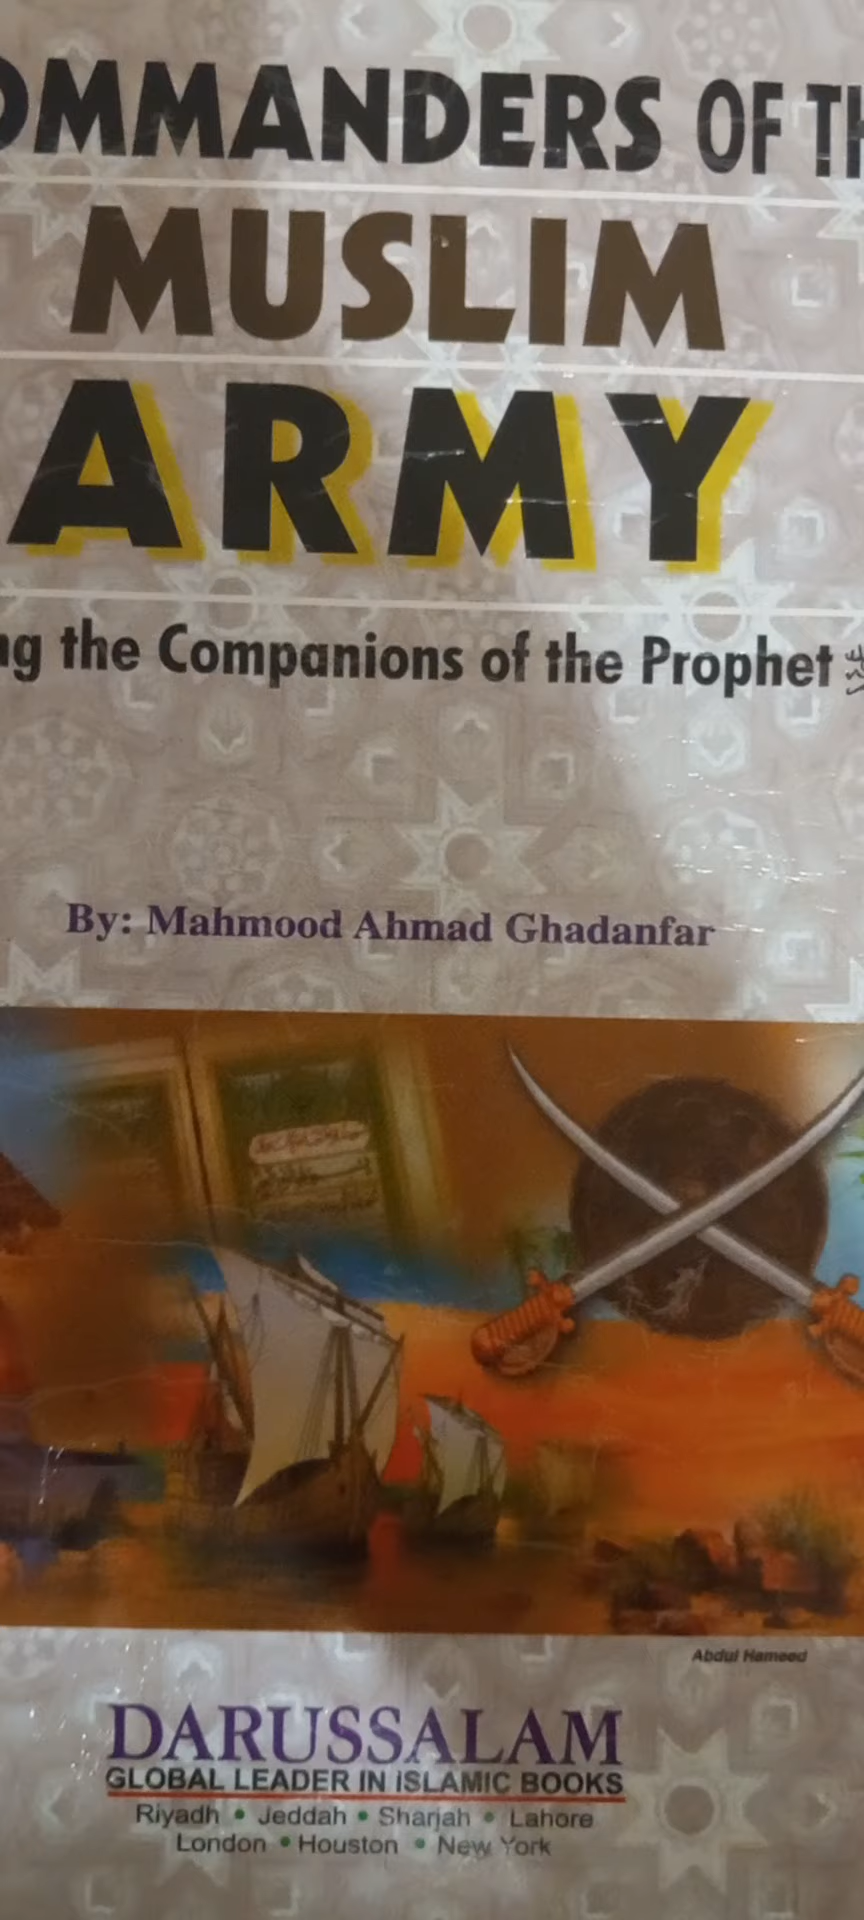 OMMANDERS OF TH
MUSLIM
ARMY
ng the Companions of the Prophet
By: Mahmood Ahmad Ghadanfar
Abdul Hameed
DARUSSALAM
GLOBAL LEADER IN ISLAMIC BOOKS
Riyadh • Jeddah • Sharjah • Lahore
London • Houston • New York